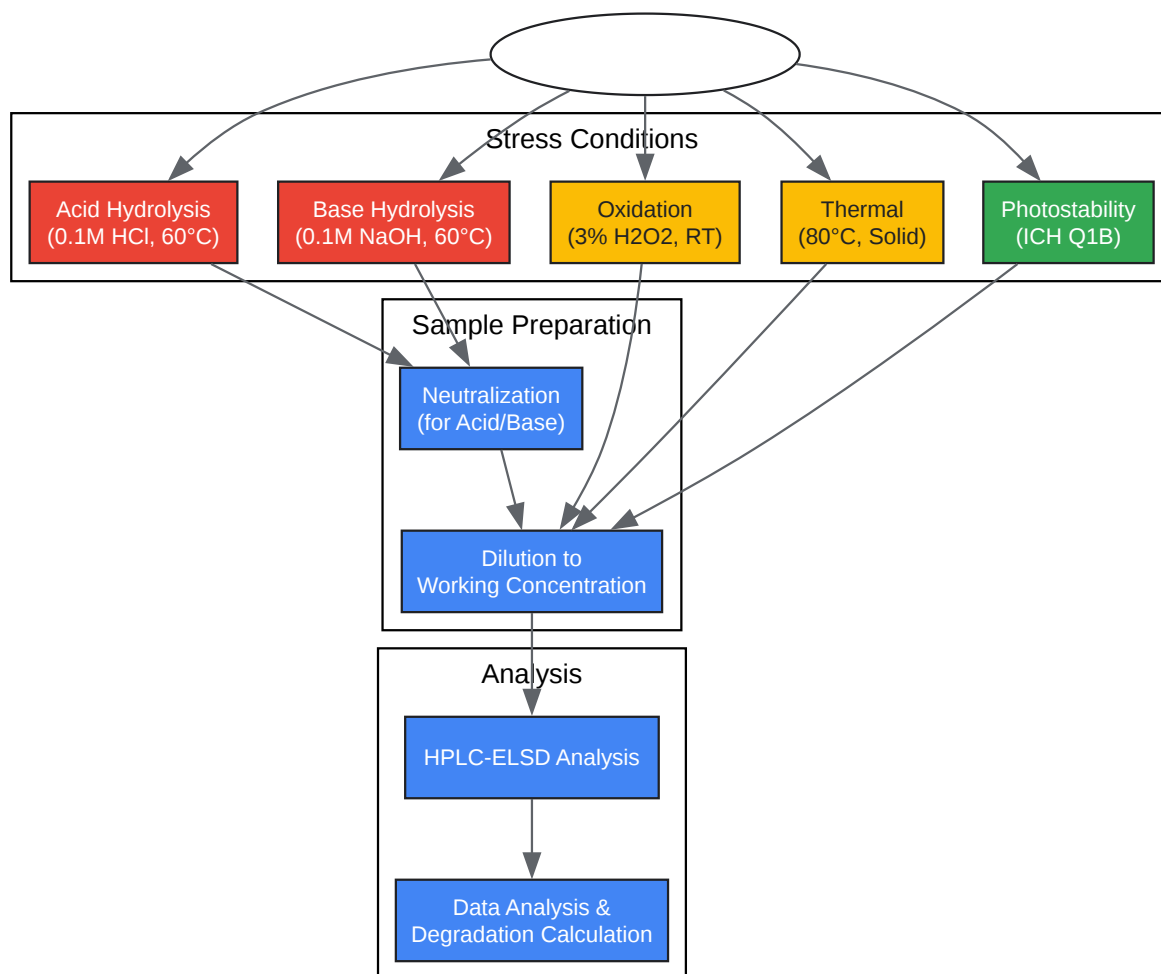 Stress Conditions
Acid Hydrolysis
(0.1M HCl, 60°C)
Base Hydrolysis
(0.1M NaOH, 60°C)
Oxidation
(3% H2O2, RT)
Thermal
(80°C, Solid)
Photostability
(ICH Q1B)
Sample Preparation
Neutralization
(for Acid/Base)
Dilution to
Working Concentration
Analysis
HPLC-ELSD Analysis
Data Analysis &
Degradation Calculation